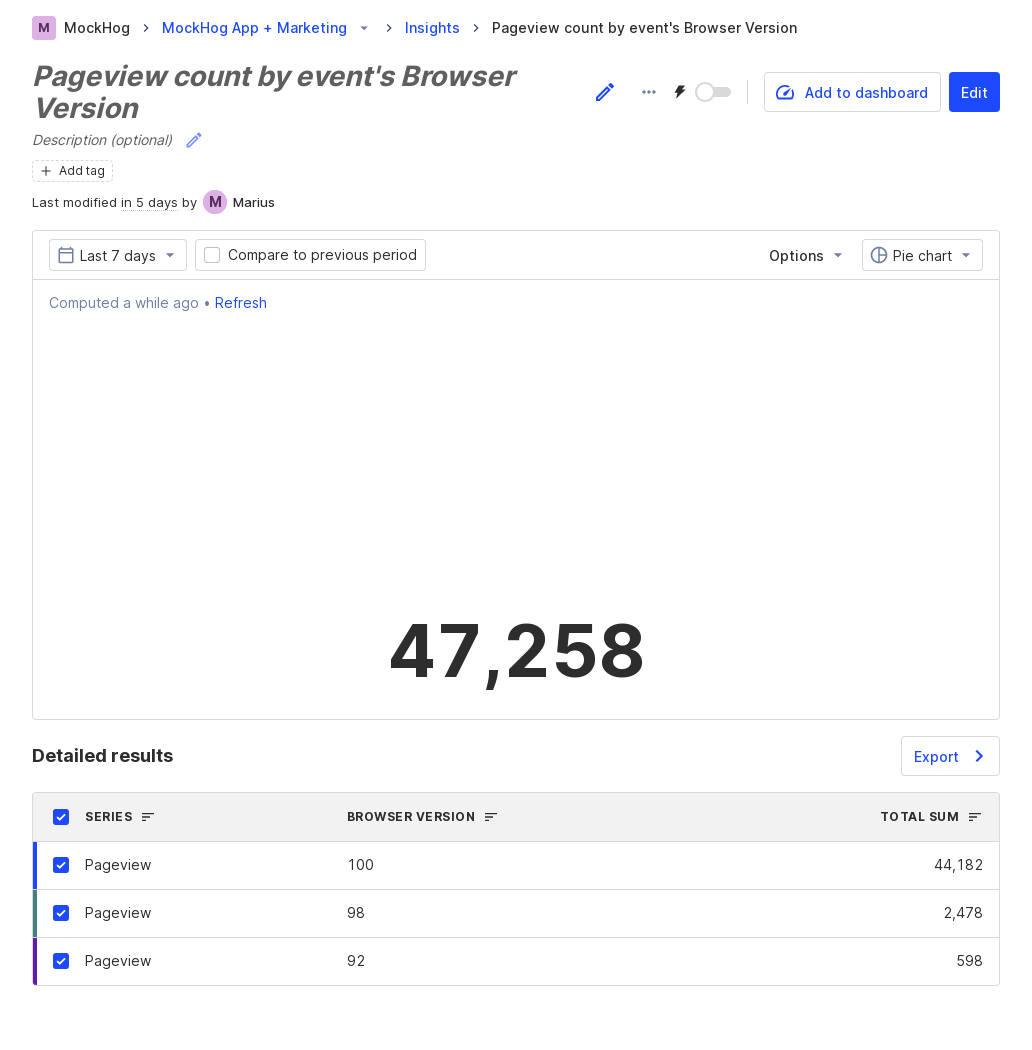 M MockHog MockHog App + Marketing Insights Pageview count by event's Browser Version
Pageview count by event's Browser
Version
Add to dashboard Edit
Description (optional)
Add tag
Last modified in 5 days by M Marius
Last 7 days Compare to previous period Options Pie chart
Computed a while ago • Refresh
47,258
Detailed results Export
SERIES BROWSER VERSION TOTAL SUM
Pageview 100 44,182
Pageview 98 2,478
Pageview 92 598